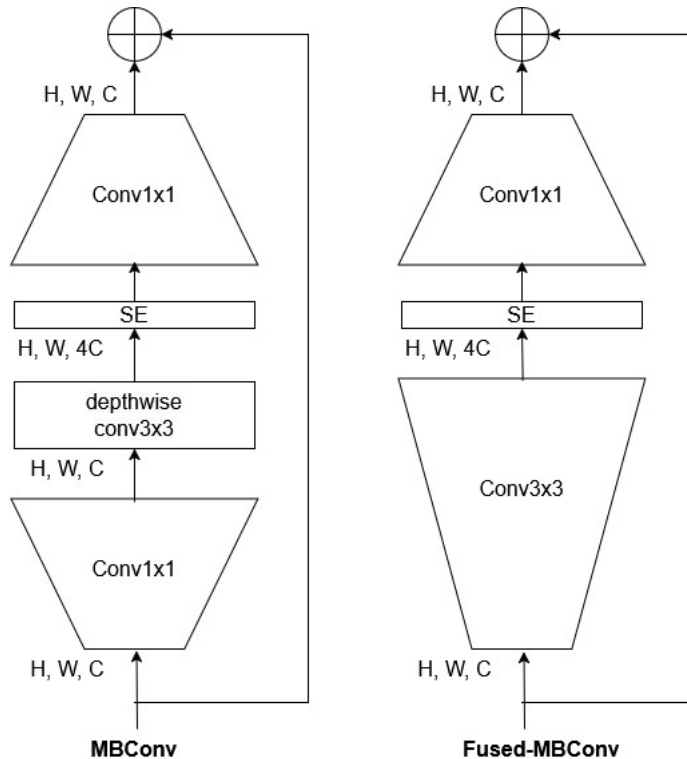 H, W, C
Conv1x1
SE
H, W, 4C
depthwise
conv3x3
H, W, C
Conv1x1
H, W, C
MBConv
H, W, C
Conv1x1
SE
H, W, 4C
Conv3x3
H, W, C
Fused-MBConv